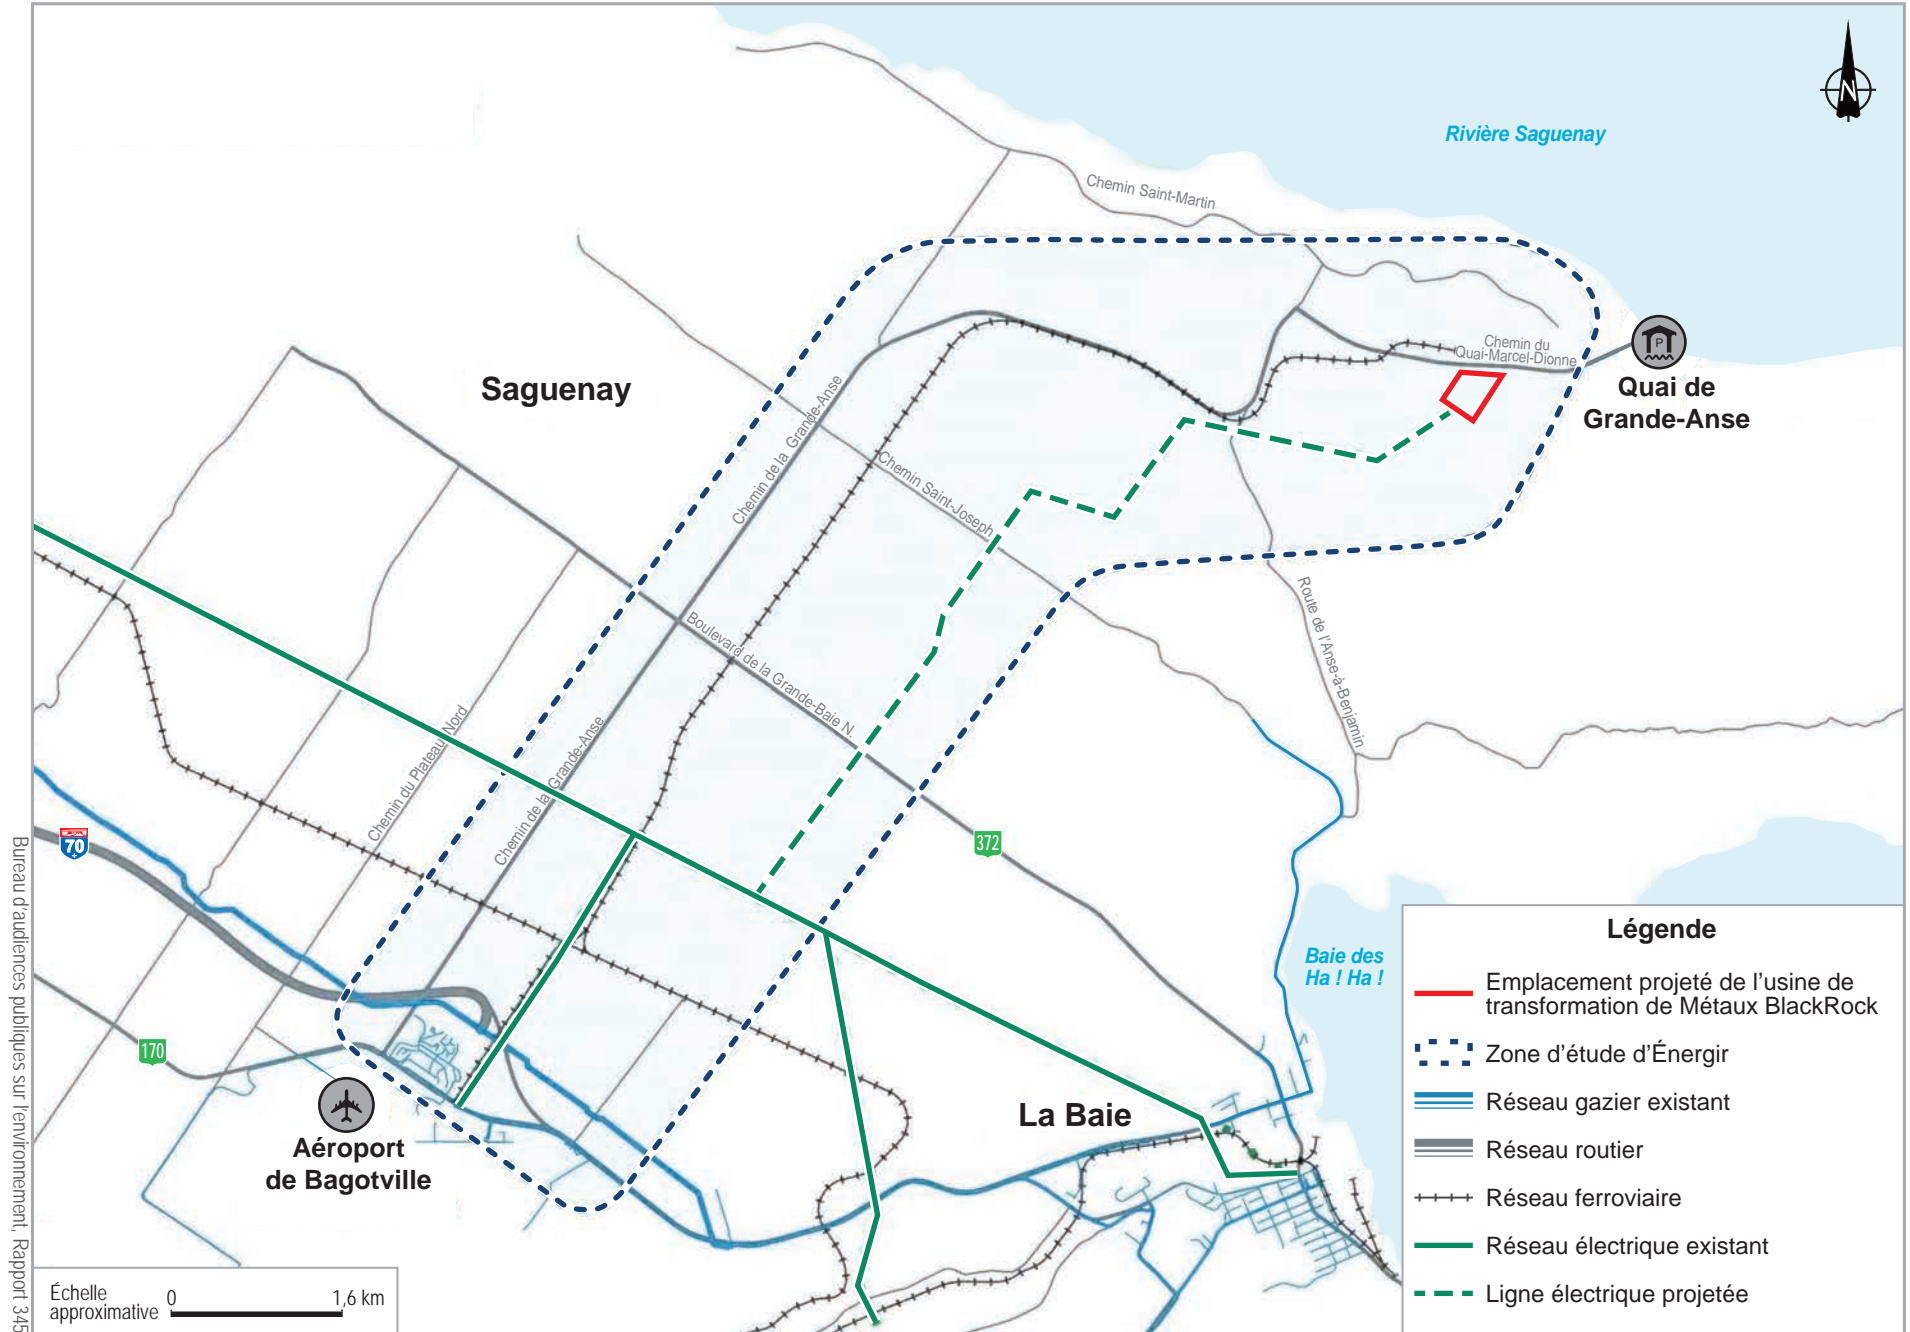 Rivière Saguenay
N
Chemin Saint-Martin
Chemin du
Quai-Marcel-Dionne
P
Quai de
Grande-Anse
Saguenay
Chemin de la Grande-Anse
Chemin Saint-Joseph
Route de l'Anse-à-Benjamin
Boulevard de la Grande-Baie N.
Chemin du Plateau Nord
Chemin de la Grande-Anse
70
372
170
Baie des
Ha ! Ha !
La Baie
Aéroport
de Bagotville
Échelle
approximative
0
1,6 km
Légende
Emplacement projeté de l'usine de
transformation de Métaux BlackRock
Zone d'étude d'Énergir
Réseau gazier existant
Réseau routier
Réseau ferroviaire
Réseau électrique existant
Ligne électrique projetée
Bureau d'audiences publiques sur l'environnement, Rapport 345